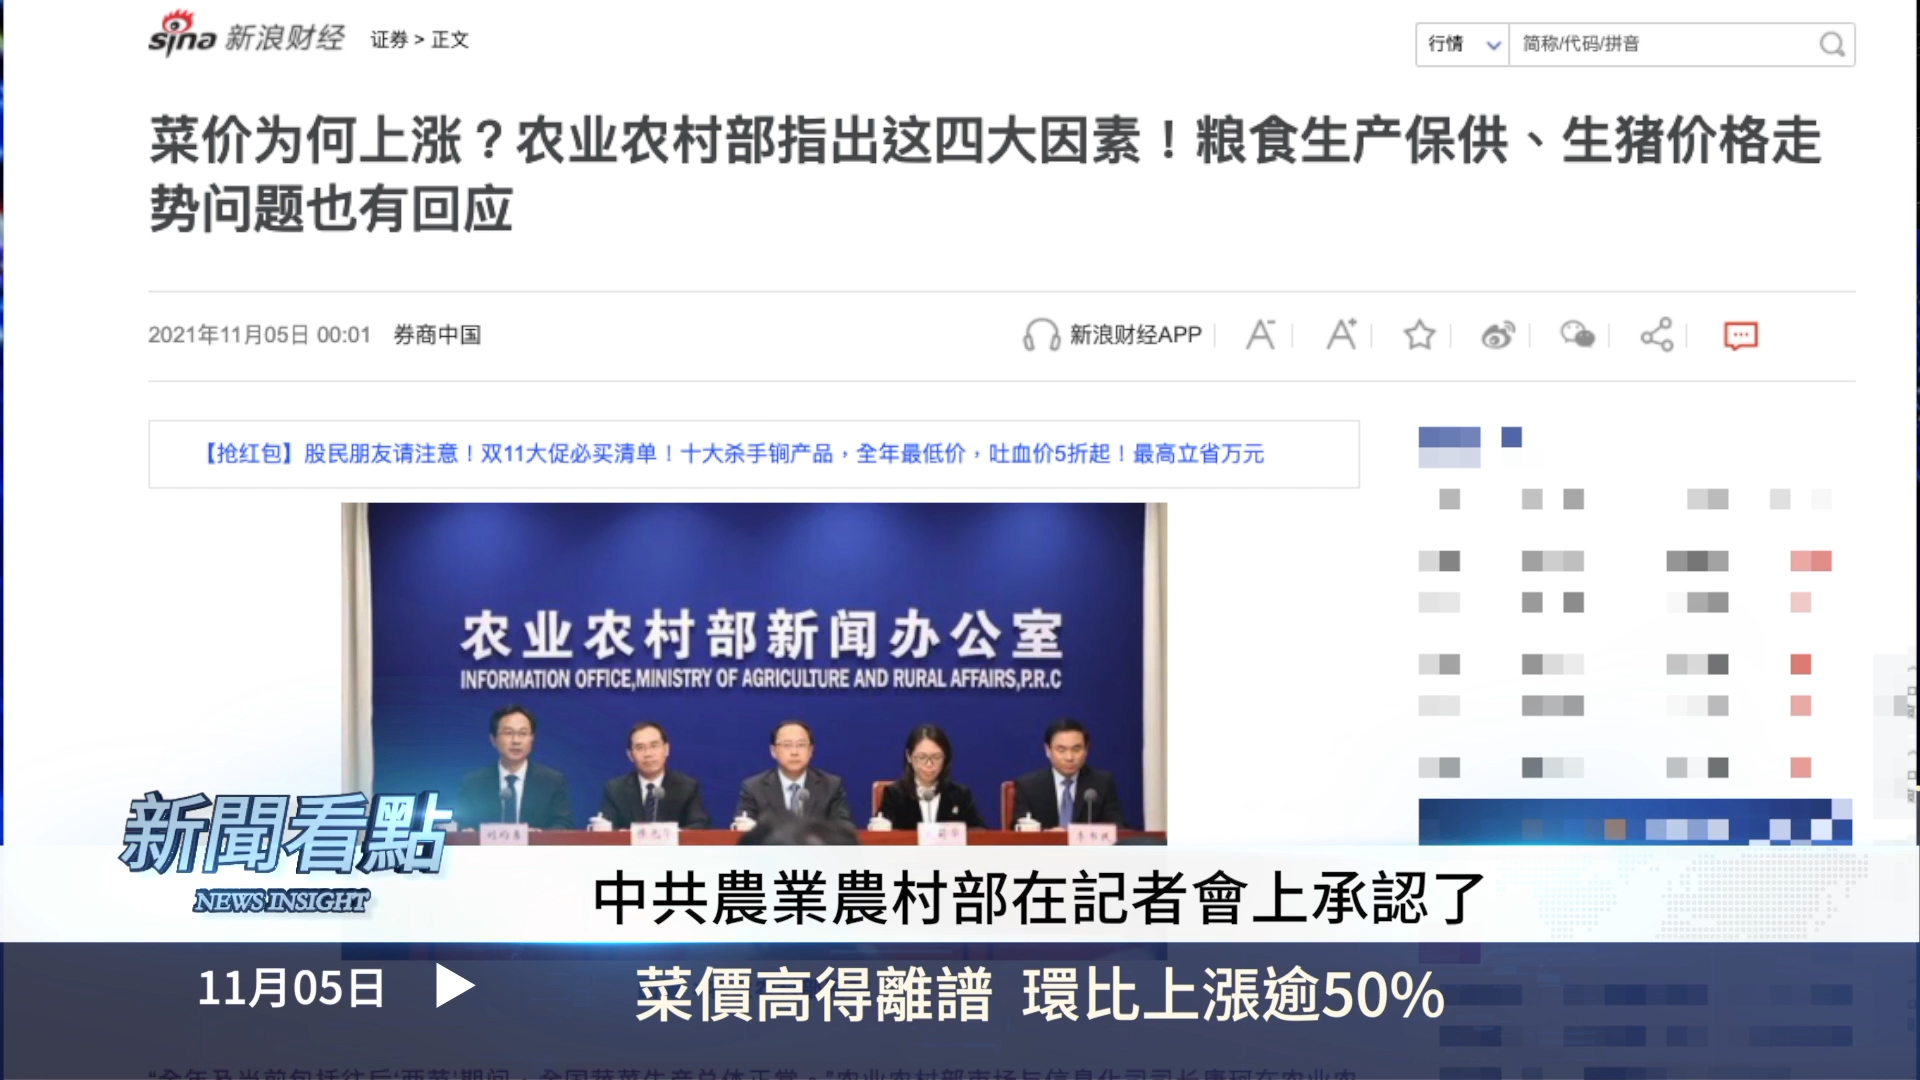 sina 新浪财经 证券 > 正文
行情 简称/代码/拼音
菜价为何上涨？农业农村部指出这四大因素！粮食生产保供、生猪价格走
势问题也有回应
2021年11月05日 00:01 券商中国
新浪财经APP A- A+
【抢红包】股民朋友请注意！双11大促必买清单！十大杀手锏产品，全年最低价，吐血价5折起！最高立省万元
农业农村部新闻办公室
INFORMATION OFFICE,MINISTRY OF AGRICULTURE AND RURAL AFFAIRS,P.R.C
新聞看點
NEWS INSIGHT
中共農業農村部在記者會上承認了
11月05日
菜價高得離譜 環比上漲逾50%